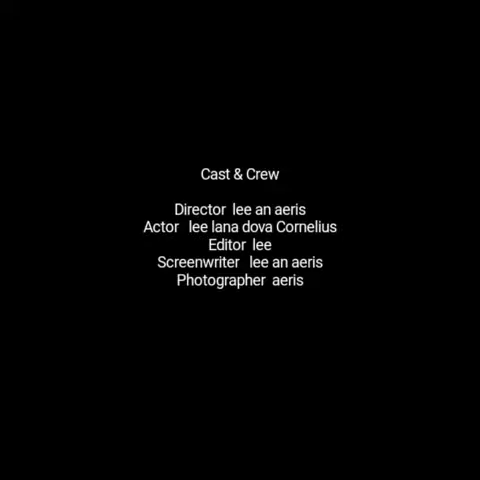 Cast & Crew
Director lee an aeris
Actor lee lana dova Cornelius
Editor lee
Screenwriter lee an aeris
Photographer aeris